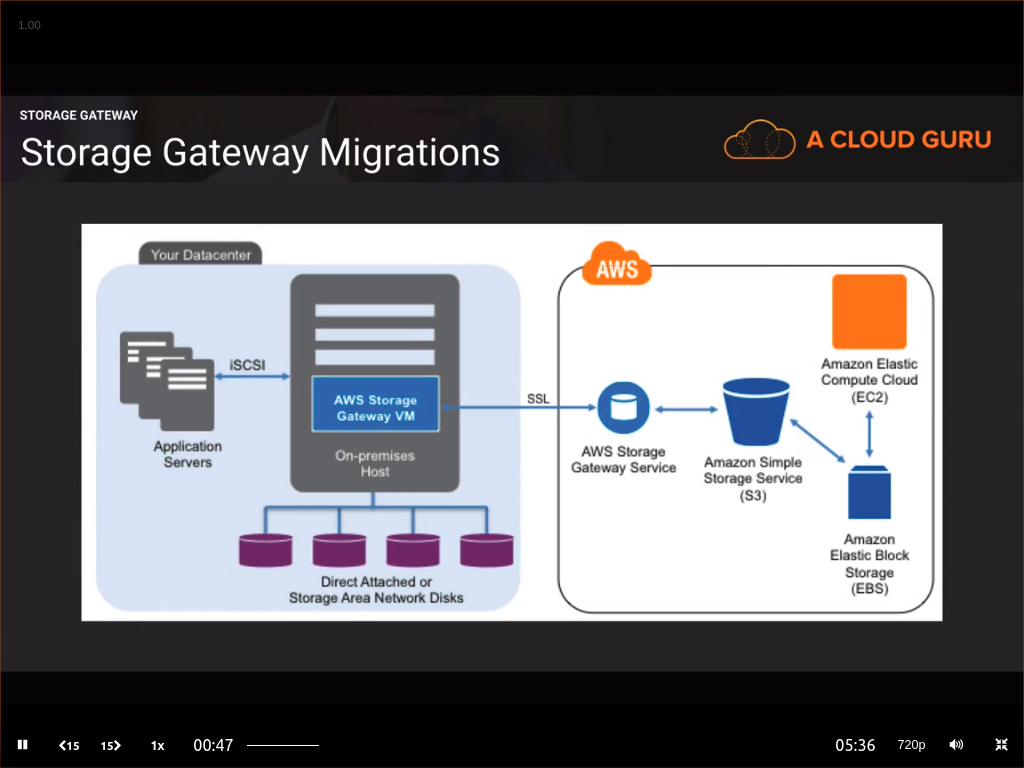 1.00
STORAGE GATEWAY
Storage Gateway Migrations
A CLOUD GURU
Your Datacenter
AWS
iSCSI
AWS Storage
Gateway VM
SSL
Application
Servers
On-premises
Host
Direct Attached or
Storage Area Network Disks
AWS Storage
Gateway Service
Amazon Simple
Storage Service
(S3)
Amazon Elastic
Compute Cloud
(EC2)
Amazon
Elastic Block
Storage
(EBS)
15 15 1x 00:47 05:36 720p